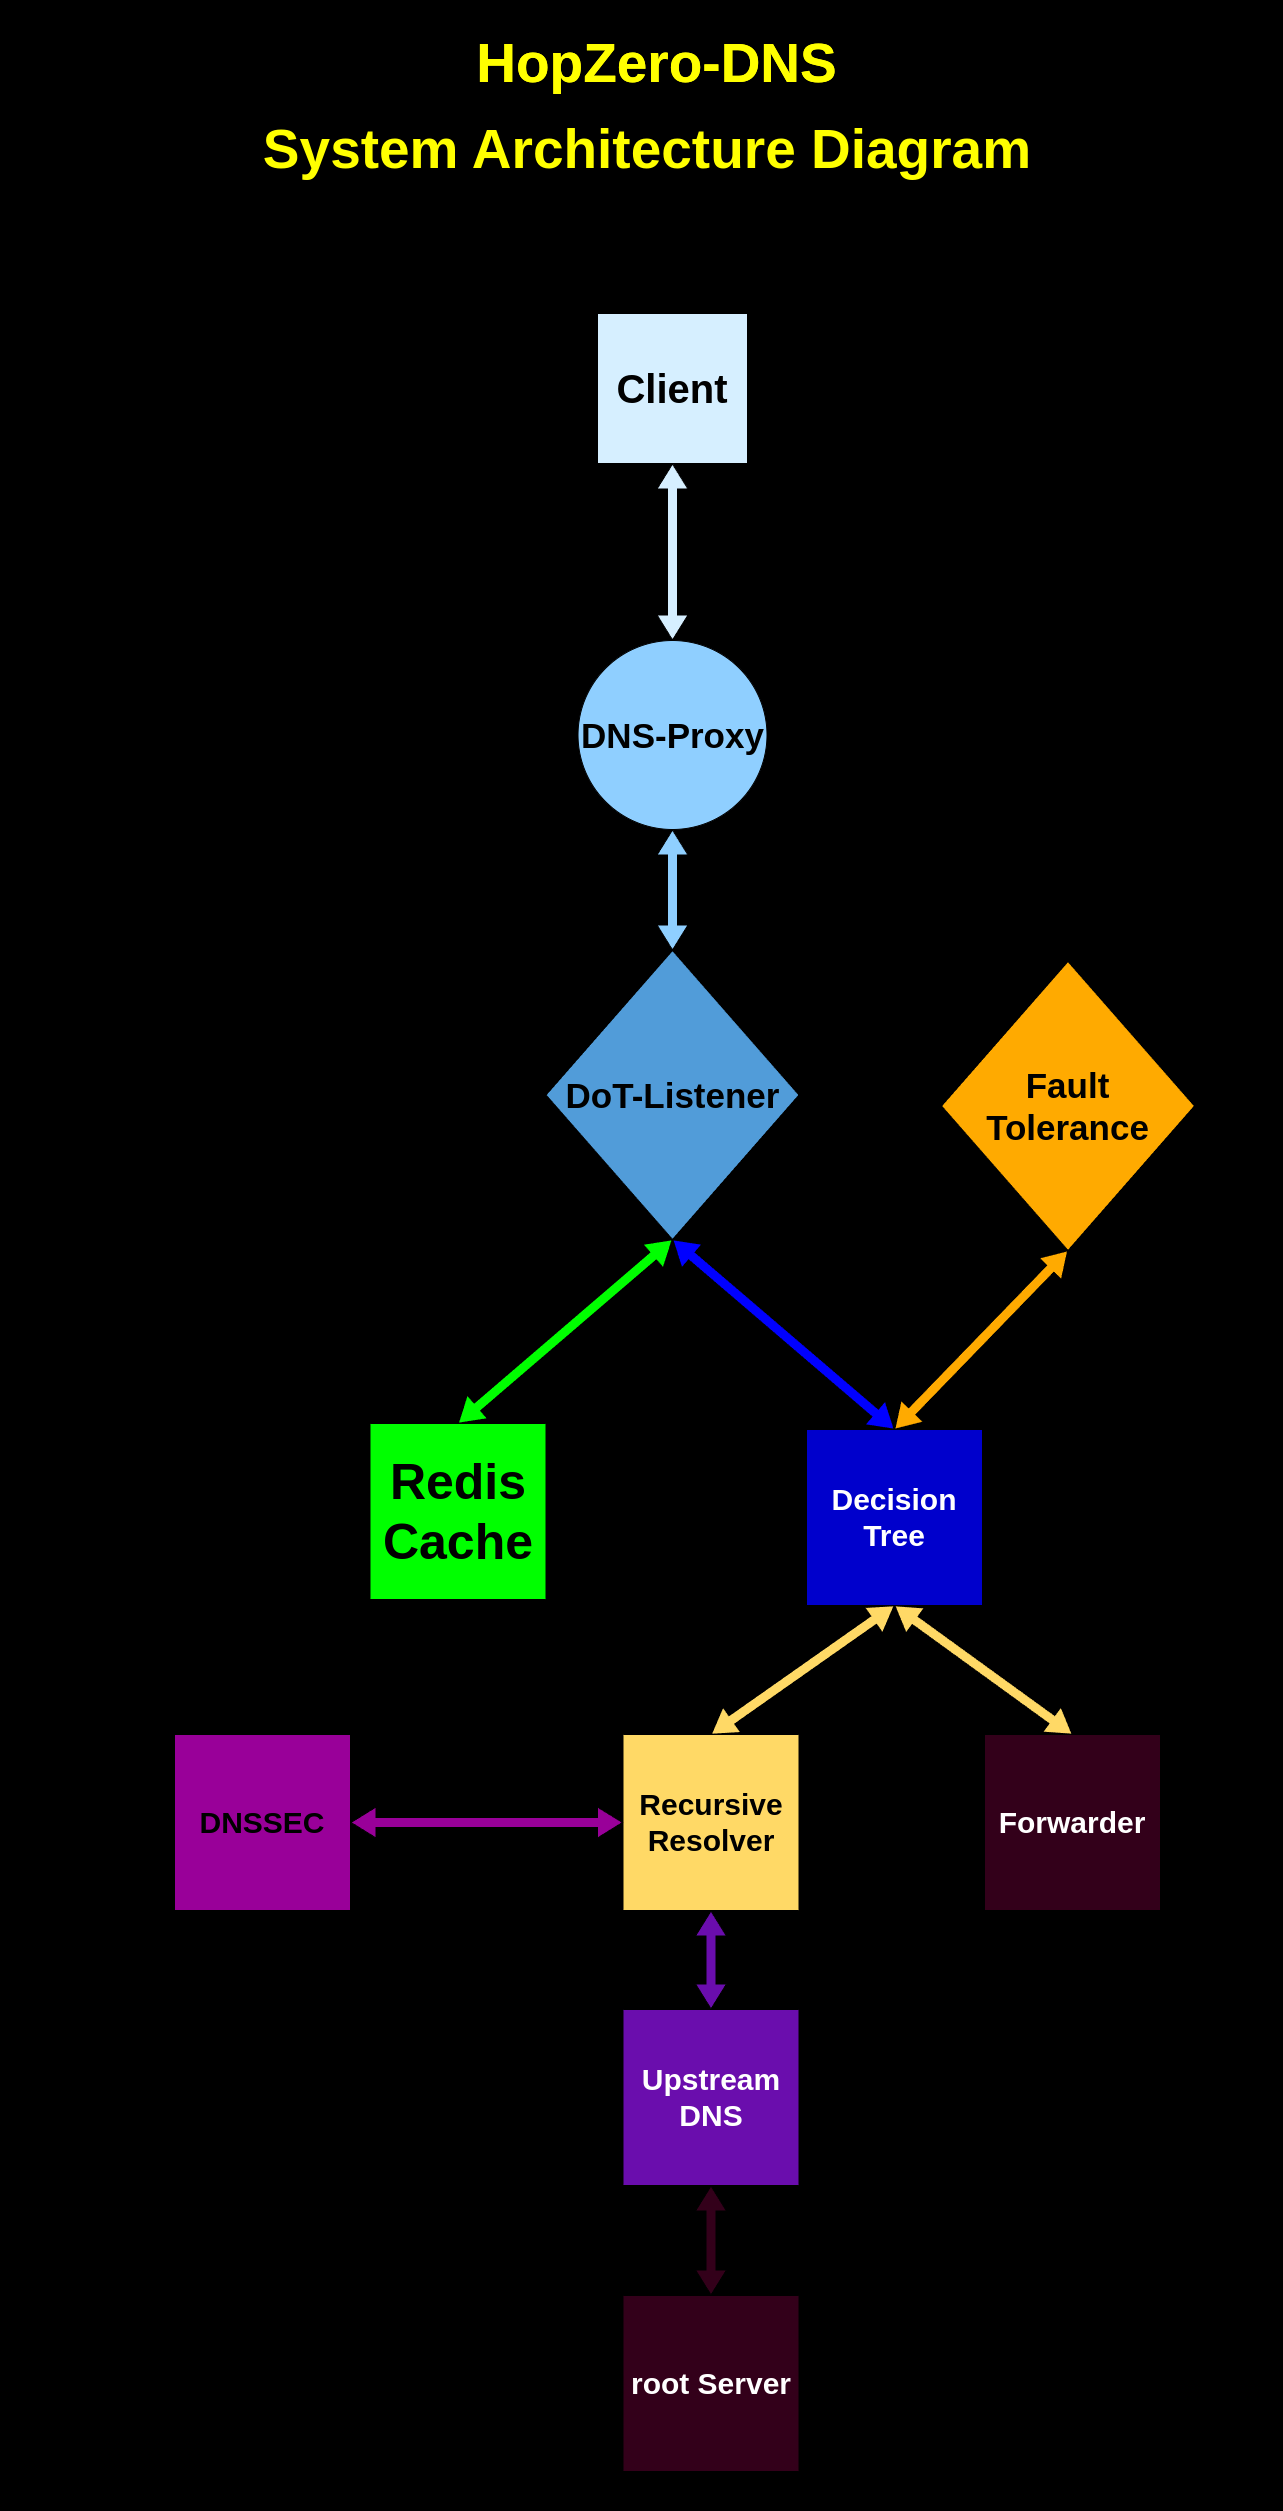 HopZero-DNS
System Architecture Diagram
Client
DNS-Proxy
DoT-Listener
Fault
Tolerance
Redis
Cache
Decision
Tree
DNSSEC
Recursive
Resolver
Forwarder
Upstream
DNS
root Server